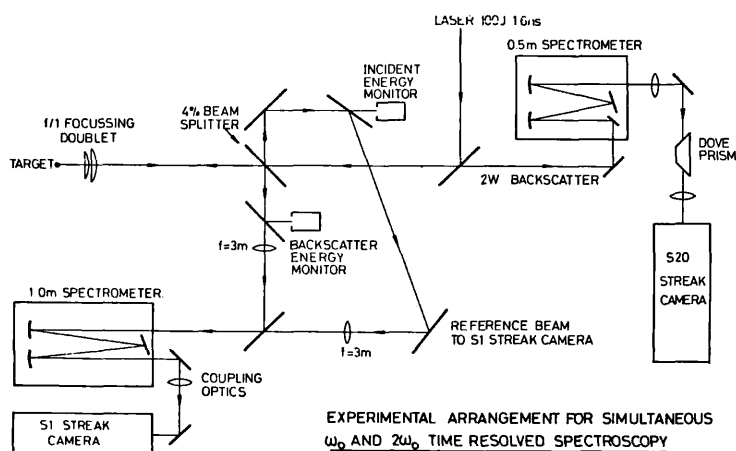 LASER 100J 1.6ns
0.5m SPECTROMETER
INCIDENT
ENERGY
MONITOR
4% BEAM
SPLITTER
f/1 FOCUSSING
DOUBLET
TARGET
2W BACKSCATTER
DOVE
PRISM
f=3m
BACKSCATTER
ENERGY
MONITOR
S20
STREAK
CAMERA
1.0m SPECTROMETER.
REFERENCE BEAM
TO S1 STREAK CAMERA
f=3m
COUPLING
OPTICS
S1 STREAK
CAMERA
EXPERIMENTAL ARRANGEMENT FOR SIMULTANEOUS
ω₀ AND 2ω₀ TIME RESOLVED SPECTROSCOPY